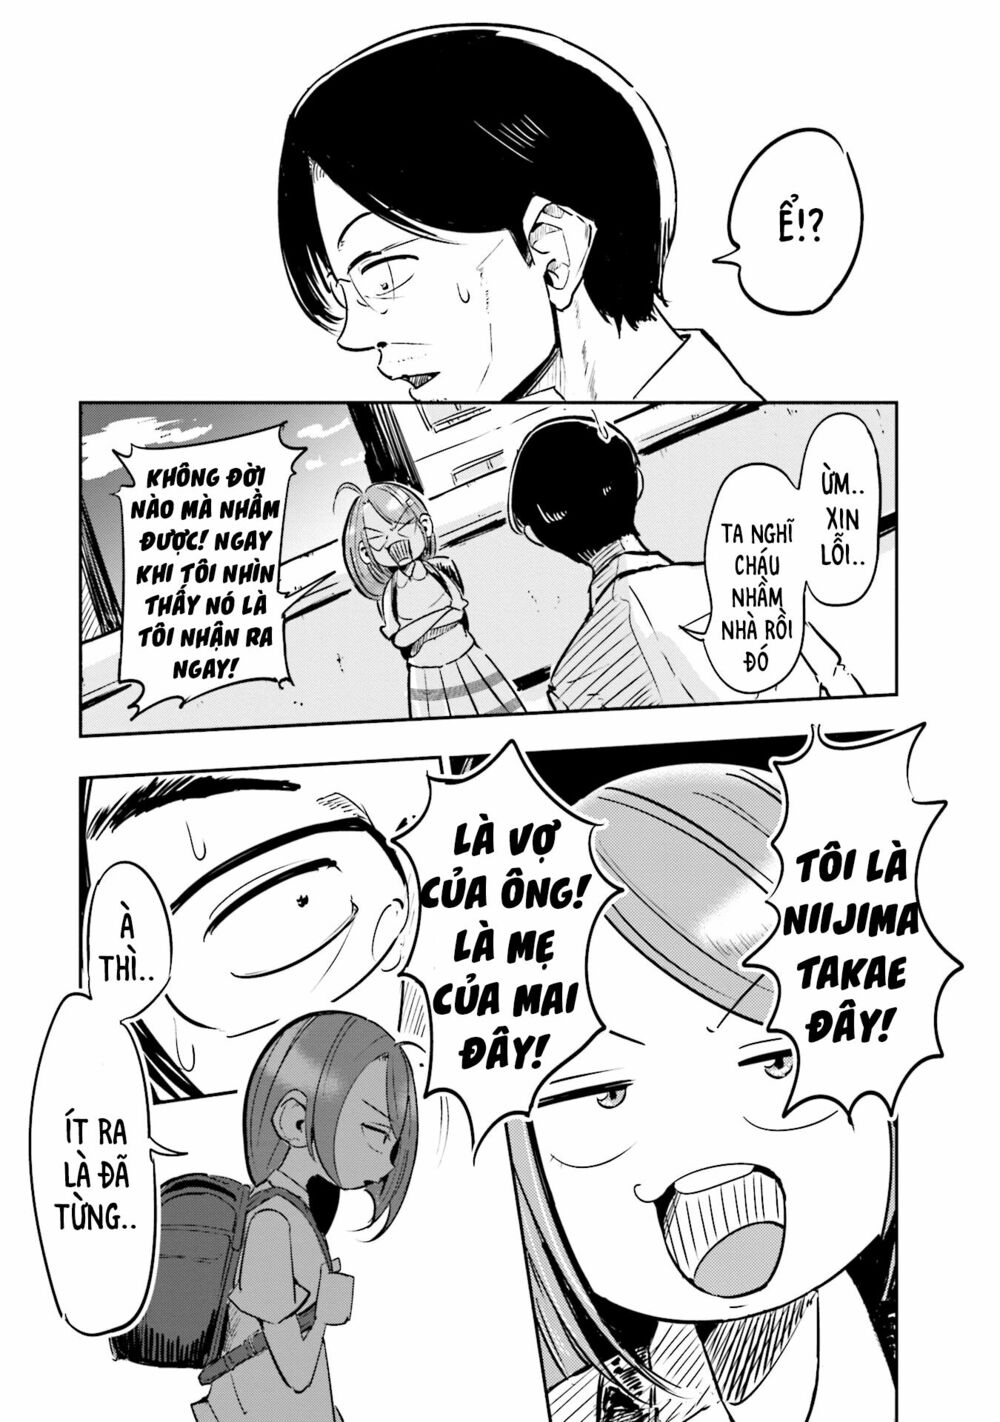 Ể!?
ỪM..
XIN
LỖI..
TA NGHĨ
CHÁU
NHẦM
NHÀ RỒI
ĐÓ
KHÔNG ĐỜI
NÀO MÀ NHẦM
ĐƯỢC! NGAY
KHI TÔI NHÌN
THẤY NÓ LÀ
TÔI NHẬN RA
NGAY!
TÔI LÀ
NIIJIMA
TAKAE
ĐÂY!
LÀ VỢ
CỦA ÔNG!
LÀ MẸ
CỦA MAI
ĐÂY!
À
THÌ..
ÍT RA
LÀ ĐÃ
TỪNG..